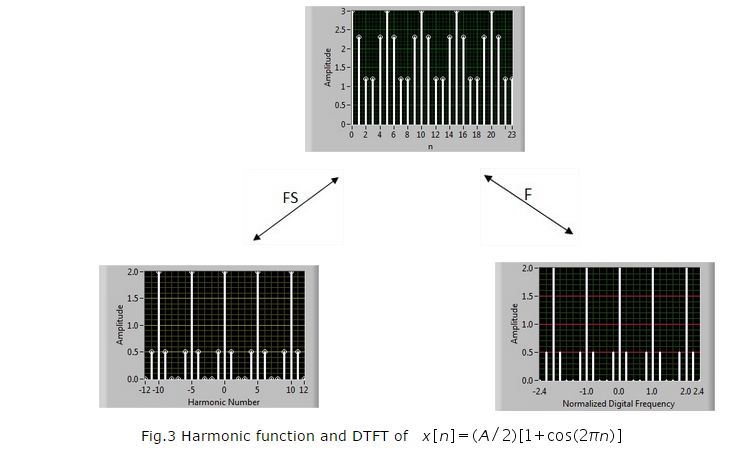 3-
2.5-
2-
1.5-
1-
0.5-
0-
Amplitude
0 2 4 6 8 10 12 14 16 18 20 23
n
FS
F
2.0-
1.5-
1.0-
0.5-
0.0-
Amplitude
-12 -10 -5 0 5 10 12
Harmonic Number
2.0-
1.5-
1.0-
0.5-
0.0-
Amplitude
-2.4 -1.0 0.0 1.0 2.0 2.4
Normalized Digital Frequency
Fig.3 Harmonic function and DTFT of x[n]=(A/2)[1+cos(2πn)]